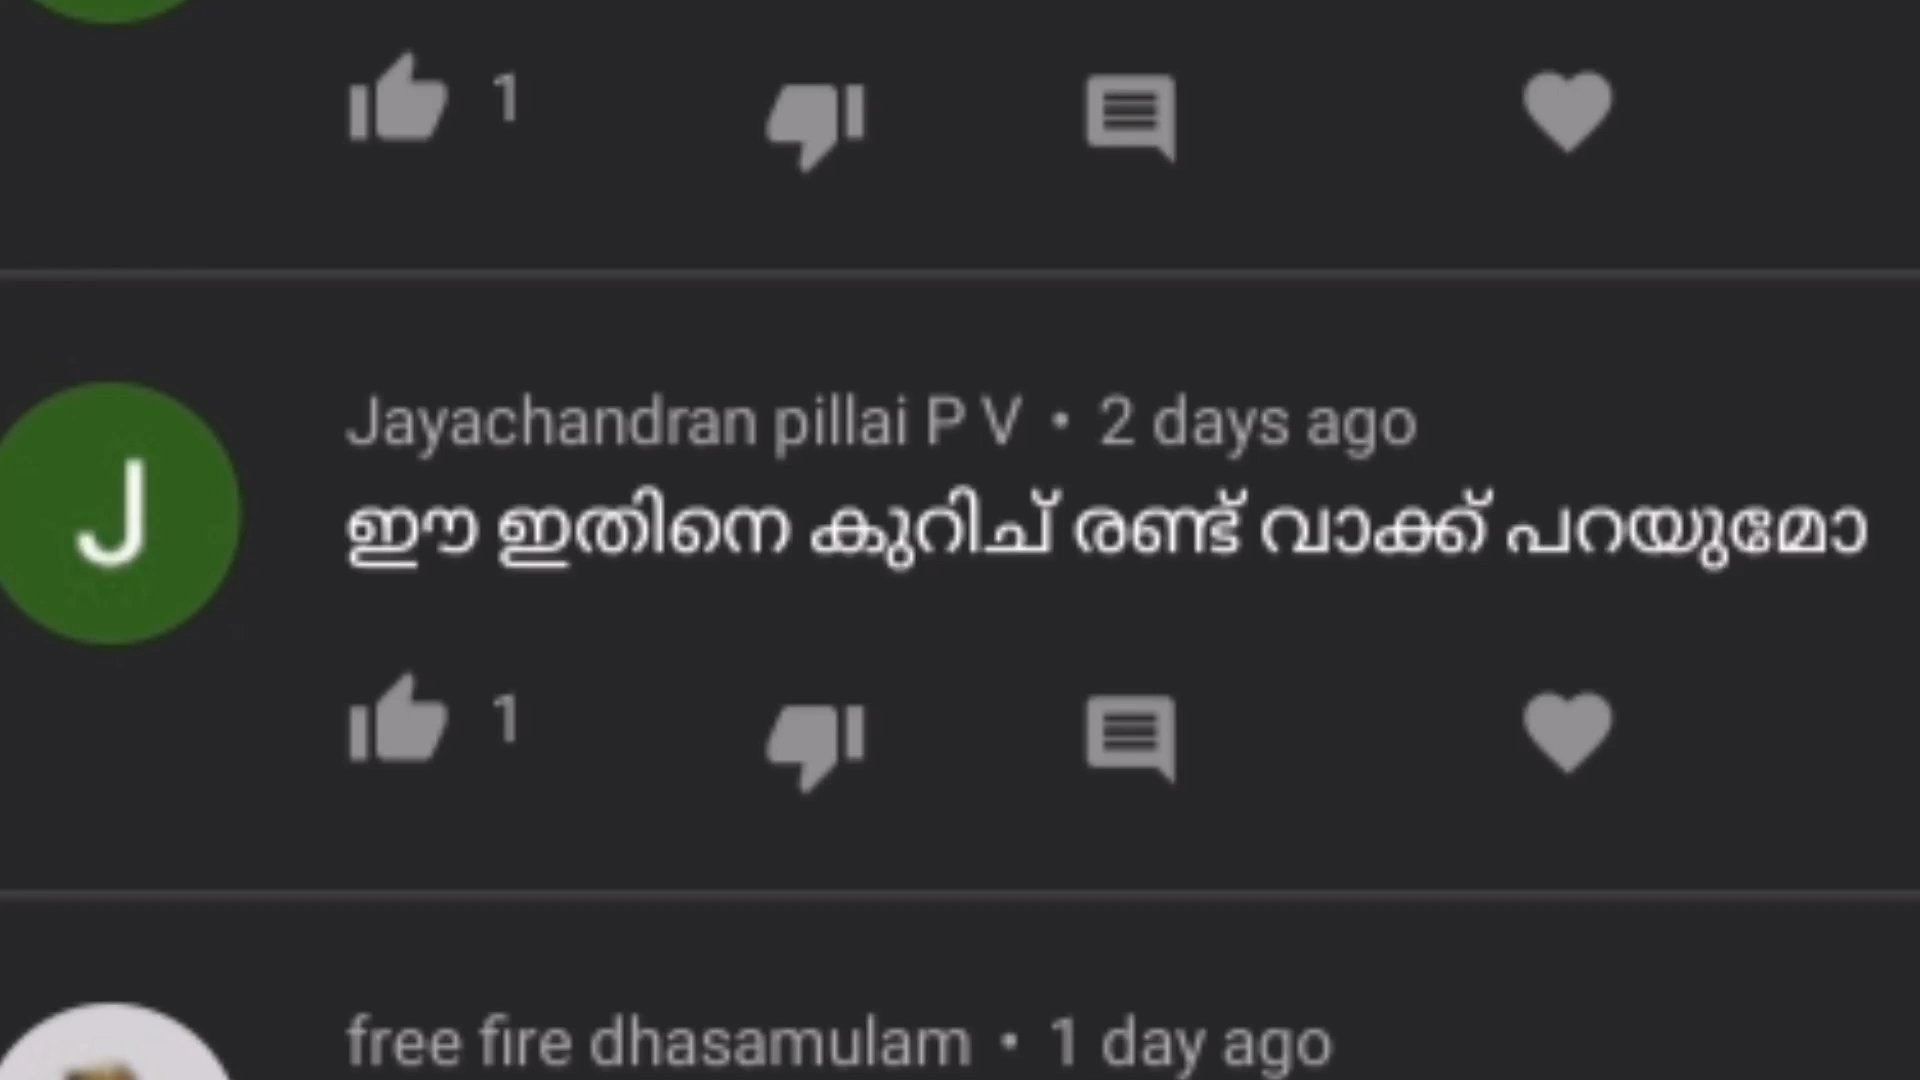 1
J
Jayachandran pillai P V • 2 days ago
ഈ ഇതിനെ കുറിച് രണ്ട് വാക്ക് പറയുമോ
1
free fire dhasamulam • 1 day ago